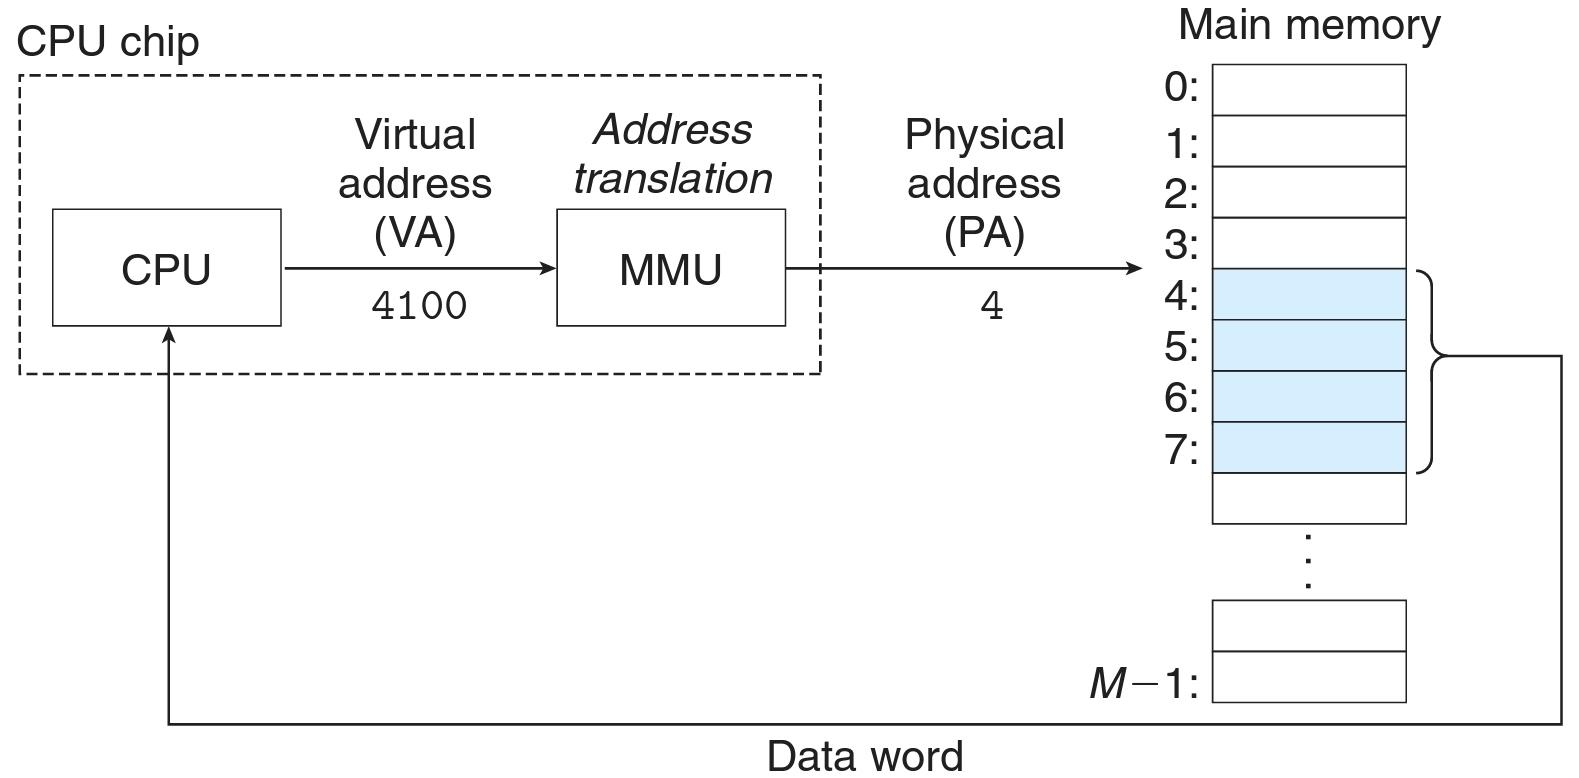 CPU chip
Main memory
Virtual
address
(VA)
Address
translation
Physical
address
(PA)
CPU
MMU
4100
4
0:
1:
2:
3:
4:
5:
6:
7:
M−1:
Data word